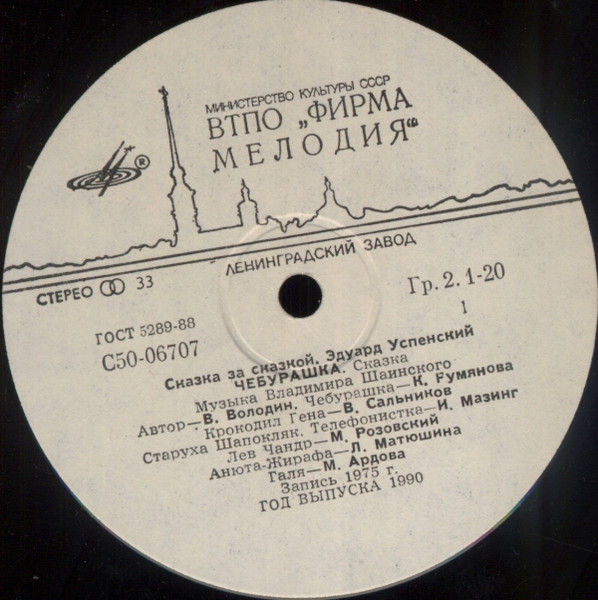 МИНИСТЕРСТВО КУЛЬТУРЫ СССР
ВТПО „ФИРМА
МЕЛОДИЯ“
®
ЛЕНИНГРАДСКИЙ ЗАВОД
СТЕРЕО 33
Гр. 2. 1-20
ГОСТ 5289-88
1
С50-06707
Сказка за сказкой. Эдуард Успенский
ЧЕБУРАШКА. Сказка
Музыка Владимира Шаинского
Автор—В. Володин. Чебурашка—К. Румянова
Крокодил Гена—В. Сальников
Старуха Шапокляк. Телефонистка—И. Мазинг
Лев Чандр—М. Розовский
Анюта-Жирафа—Л. Матюшина
Галя—М. Ардова
Запись 1975 г.
ГОД ВЫПУСКА 1990